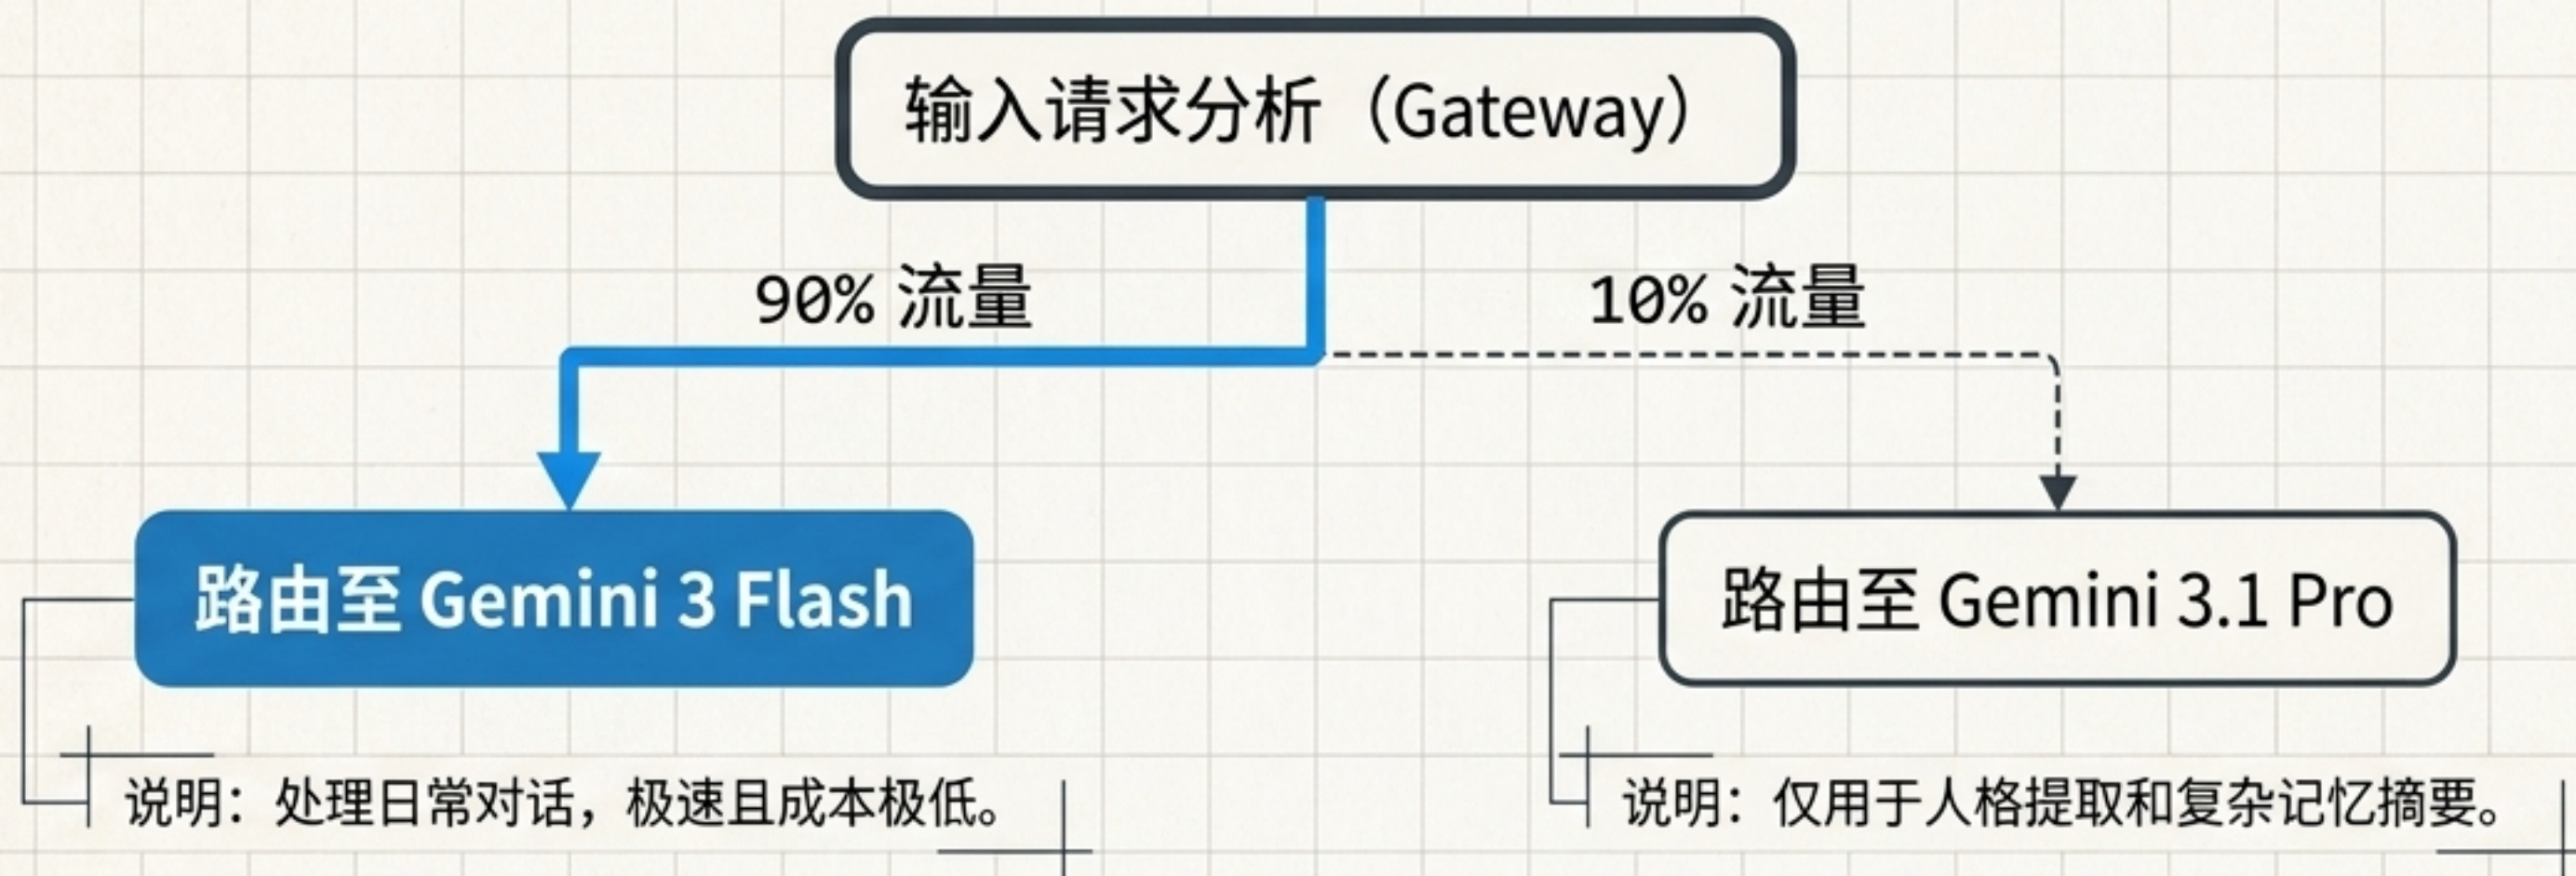 输入请求分析（Gateway）
90% 流量
10% 流量
路由至 Gemini 3 Flash
路由至 Gemini 3.1 Pro
说明：处理日常对话，极速且成本极低。
说明：仅用于人格提取和复杂记忆摘要。